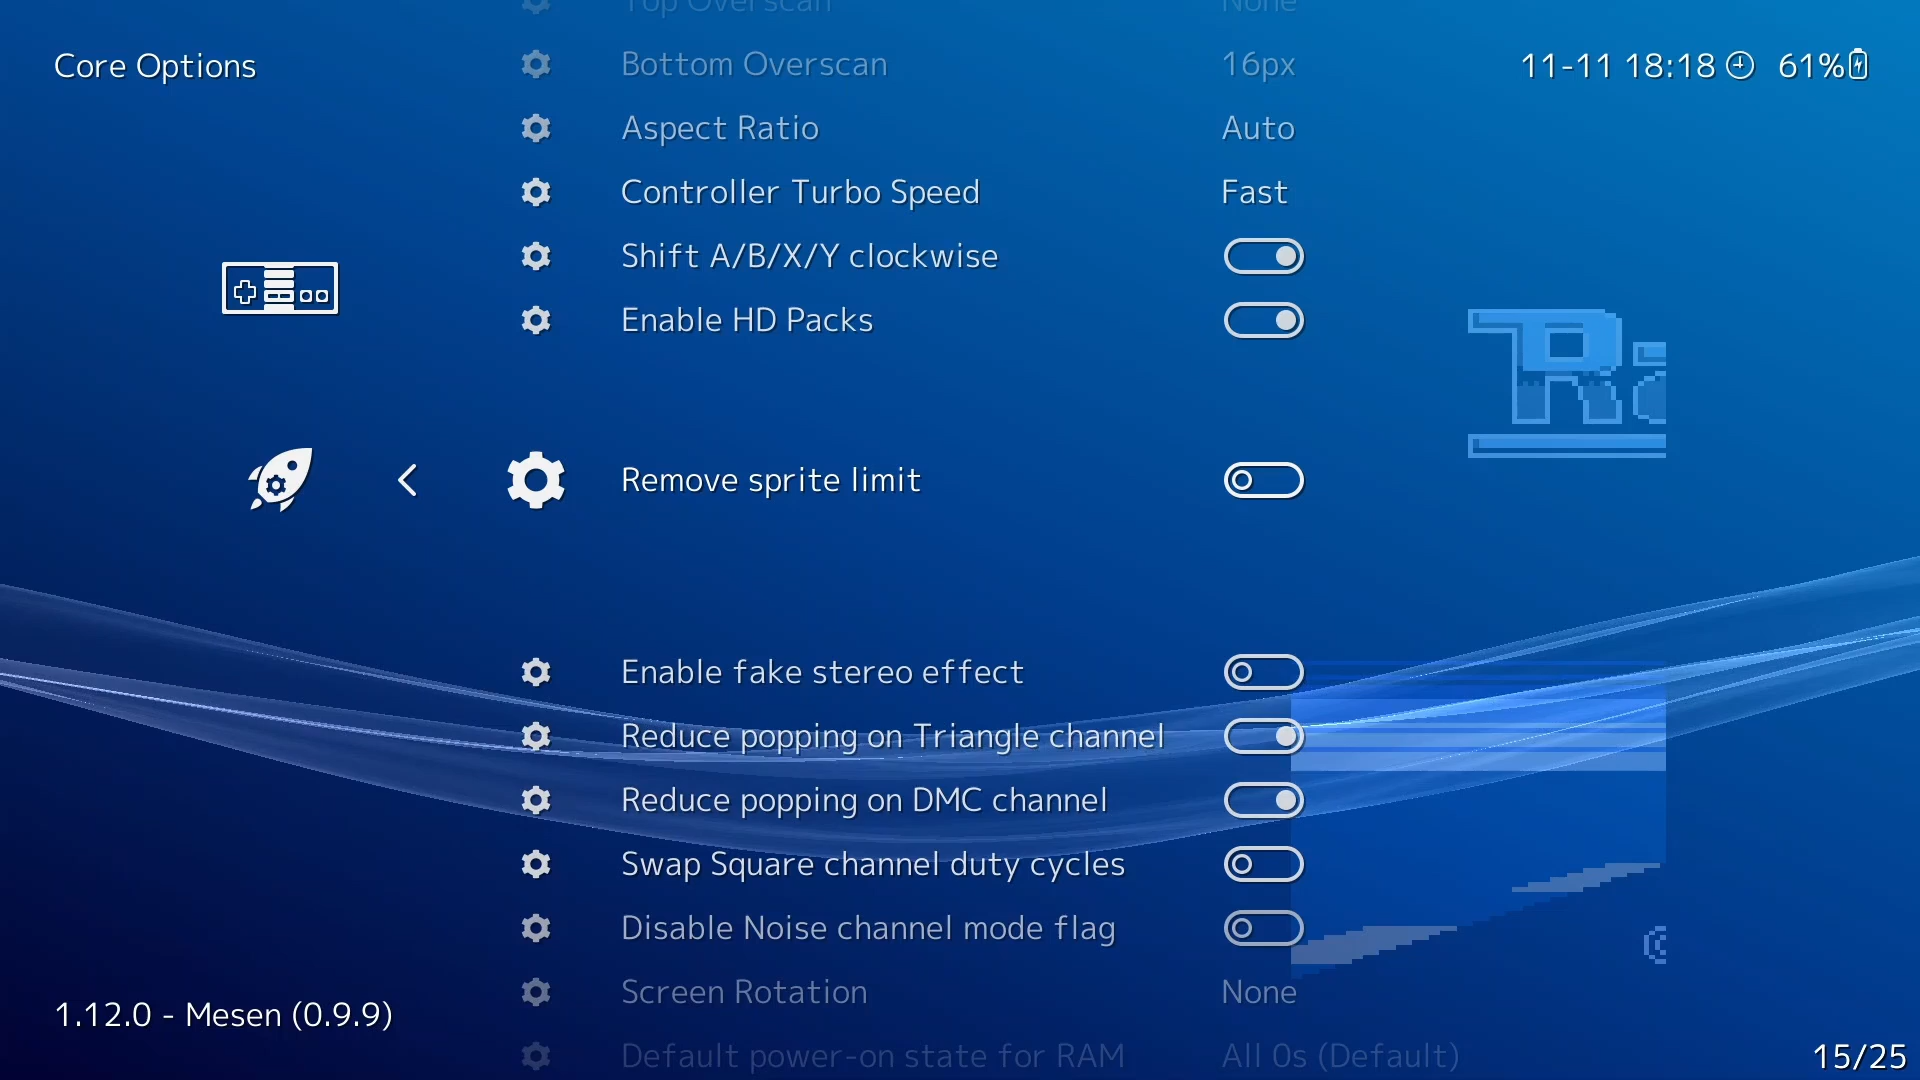 Top Overscan None
Core Options
Bottom Overscan 16px
11-11 18:18 61%
Aspect Ratio Auto
Controller Turbo Speed Fast
Shift A/B/X/Y clockwise
Enable HD Packs
Remove sprite limit
Enable fake stereo effect
Reduce popping on Triangle channel
Reduce popping on DMC channel
Swap Square channel duty cycles
Disable Noise channel mode flag
Screen Rotation None
1.12.0 - Mesen (0.9.9)
Default power-on state for RAM All 0s (Default)
15/25